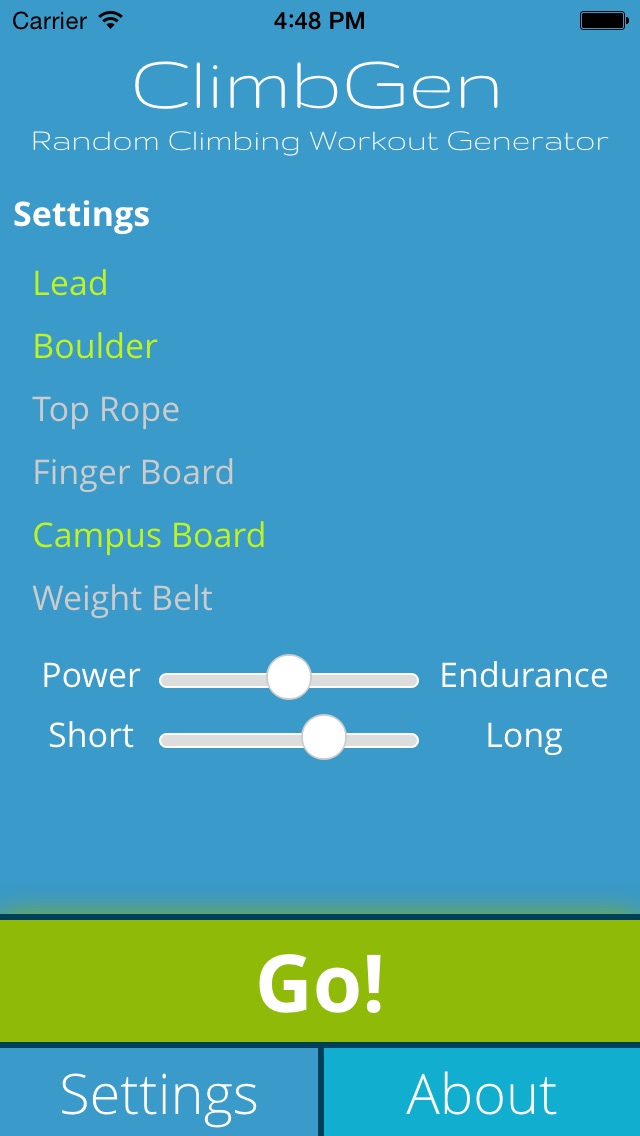 Carrier 4:48 PM
ClimbGen
Random Climbing Workout Generator
Settings
Lead
Boulder
Top Rope
Finger Board
Campus Board
Weight Belt
Power Endurance
Short Long
Go!
Settings About